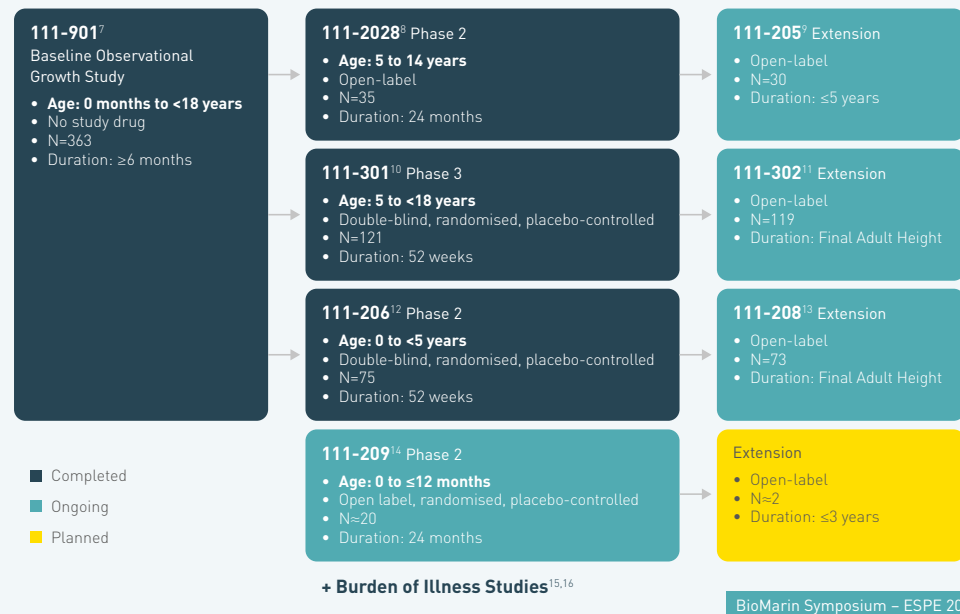 111-901⁷
Baseline Observational
Growth Study
• Age: 0 months to <18 years
• No study drug
• N=363
• Duration: ≥6 months
111-2028⁸ Phase 2
• Age: 5 to 14 years
• Open-label
• N=35
• Duration: 24 months
111-205⁹ Extension
• Open-label
• N=30
• Duration: ≤5 years
111-301¹⁰ Phase 3
• Age: 5 to <18 years
• Double-blind, randomised, placebo-controlled
• N=121
• Duration: 52 weeks
111-302¹¹ Extension
• Open-label
• N=119
• Duration: Final Adult Height
111-206¹² Phase 2
• Age: 0 to <5 years
• Double-blind, randomised, placebo-controlled
• N=75
• Duration: 52 weeks
111-208¹³ Extension
• Open-label
• N=73
• Duration: Final Adult Height
111-209¹⁴ Phase 2
• Age: 0 to ≤12 months
• Open label, randomised, placebo-controlled
• N≈20
• Duration: 24 months
Extension
• Open-label
• N≈2
• Duration: ≤3 years
Completed
Ongoing
Planned
+ Burden of Illness Studies¹⁵,¹⁶
BioMarin Symposium – ESPE 20